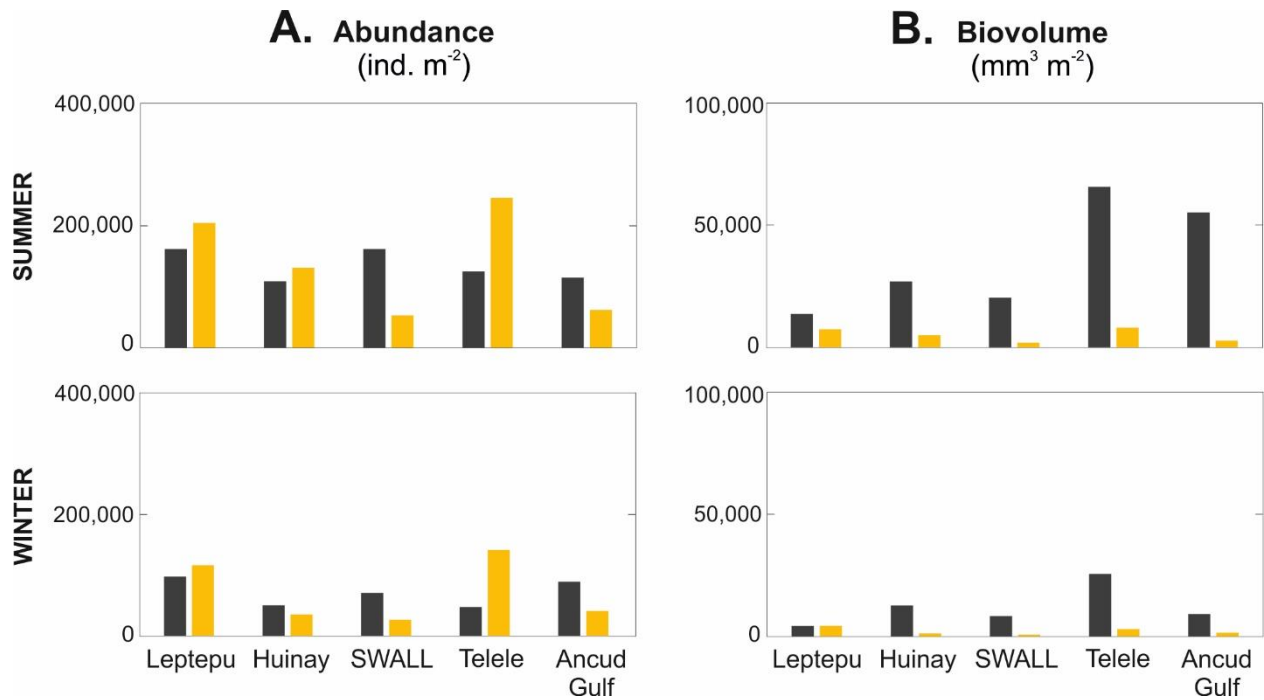 A. Abundance
(ind. m-2)
B. Biovolume
(mm3 m-2)
SUMMER
400,000
200,000
0
100,000
50,000
0
WINTER
400,000
200,000
0
Leptepu Huinay SWALL Telele Ancud
Gulf
100,000
50,000
0
Leptepu Huinay SWALL Telele Ancud
Gulf